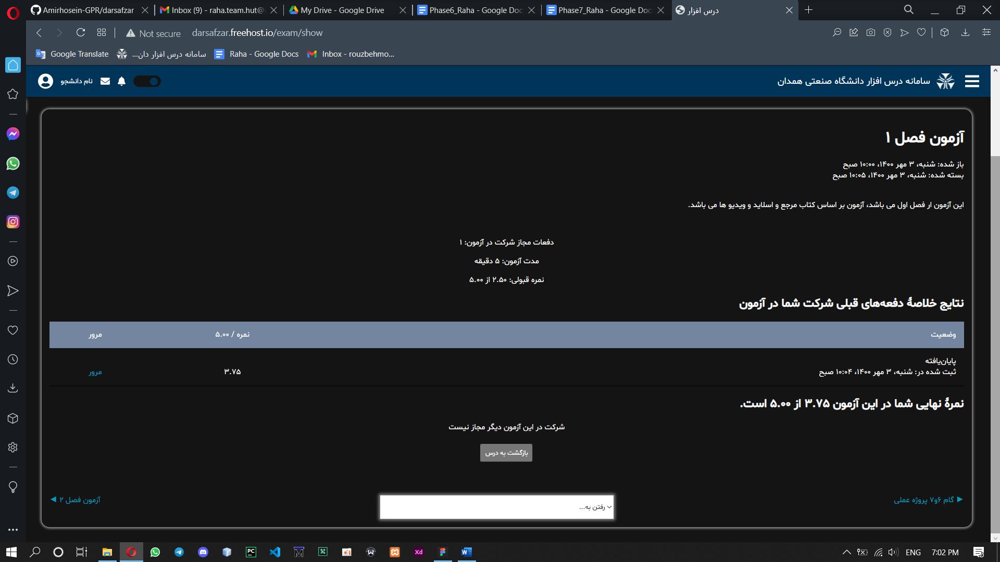 Amirhosein-GPR/darsafzar
Inbox (9) - raha.team.hut@
My Drive - Google Drive
Phase6_Raha - Google Doc
Phase7_Raha - Google Doc
درس افزار
Not secure
darsafzar.freehost.io/exam/show
Google Translate
سامانه درس افزار دان...
Raha - Google Docs
Inbox - rouzbehmo...
سامانه درس افزار دانشگاه صنعتی همدان
نام دانشجو
آزمون فصل ۱
باز شده: شنبه، ۳ مهر ۱۴۰۰، ۱۰:۰۰ صبح
بسته شده: شنبه، ۳ مهر ۱۴۰۰، ۱۰:۰۵ صبح
این آزمون ار فصل اول می باشد، آزمون بر اساس کتاب مرجع و اسلاید و ویدیو ها می باشد.
دفعات مجاز شرکت در آزمون: ۱
مدت آزمون: ۵ دقیقه
نمره قبولی: ۲.۵۰ از ۵.۰۰
نتایج خلاصهٔ دفعه‌های قبلی شرکت شما در آزمون
وضعیت نمره / ۵.۰۰ مرور
پایان‌یافته
ثبت شده در: شنبه، ۳ مهر ۱۴۰۰، ۱۰:۰۴ صبح ۳.۷۵ مرور
نمرهٔ نهایی شما در این آزمون ۳.۷۵ از ۵.۰۰ است.
شرکت در این آزمون دیگر مجاز نیست
بازگشت به درس
گام ۶و۷ پروژه عملی
رفتن به...
آزمون فصل ۲
ENG
7:02 PM